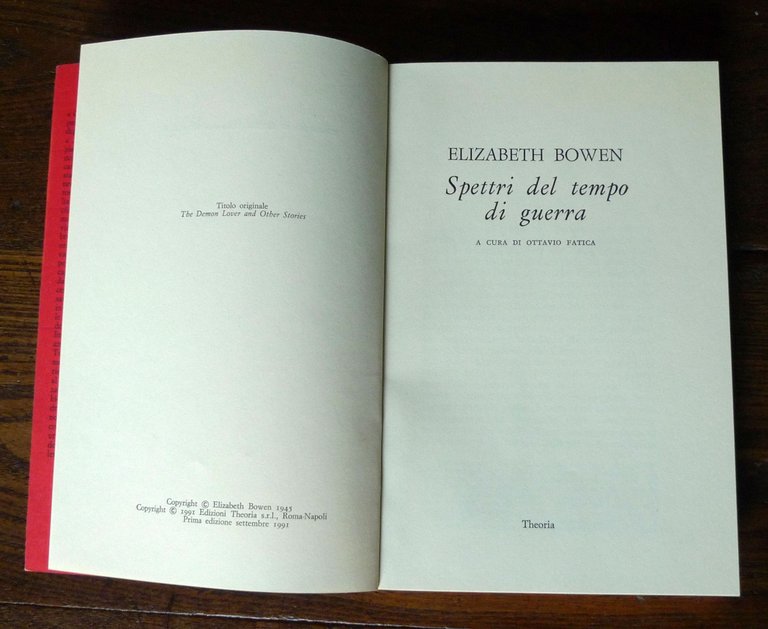 Titolo originale
The Demon Lover and Other Stories
Copyright © Elizabeth Bowen 1945
Copyright © 1991 Edizioni Theoria s.r.l., Roma-Napoli
Prima edizione settembre 1991
ELIZABETH BOWEN
Spettri del tempo
di guerra
A CURA DI OTTAVIO FATICA
Theoria